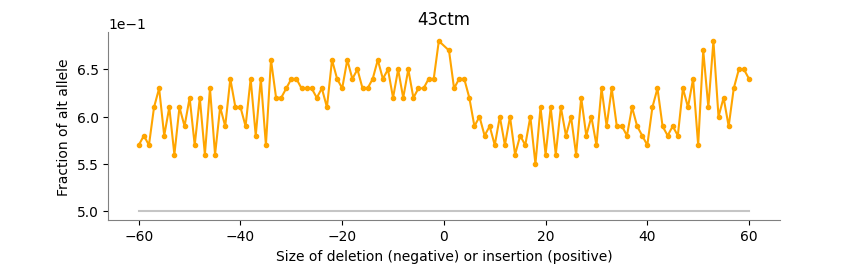 43ctm
1e−1
6.5
6.0
5.5
5.0
Fraction of alt allele
−60 −40 −20 0 20 40 60
Size of deletion (negative) or insertion (positive)